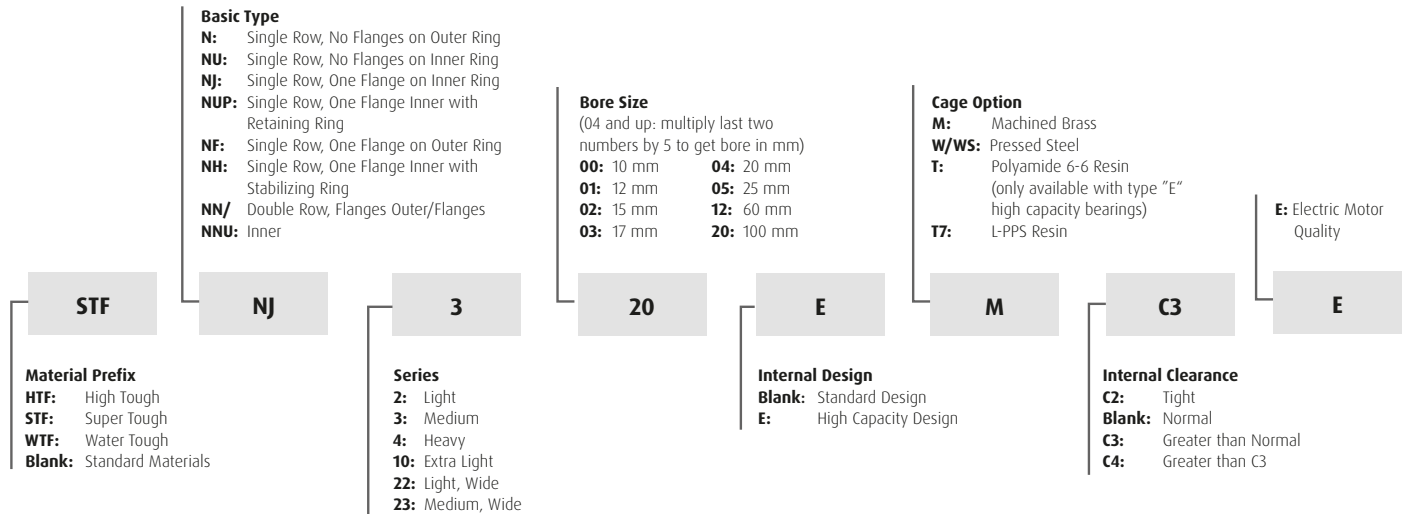 Basic Type
N: Single Row, No Flanges on Outer Ring
NU: Single Row, No Flanges on Inner Ring
NJ: Single Row, One Flange on Inner Ring
NUP: Single Row, One Flange Inner with
Retaining Ring
NF: Single Row, One Flange on Outer Ring
NH: Single Row, One Flange Inner with
Stabilizing Ring
NN/ Double Row, Flanges Outer/Flanges
NNU: Inner
Bore Size
(04 and up: multiply last two
numbers by 5 to get bore in mm)
00: 10 mm 04: 20 mm
01: 12 mm 05: 25 mm
02: 15 mm 12: 60 mm
03: 17 mm 20: 100 mm
Cage Option
M: Machined Brass
W/WS: Pressed Steel
T: Polyamide 6-6 Resin
(only available with type "E"
high capacity bearings)
T7: L-PPS Resin
E: Electric Motor
Quality
STF NJ 3 20 E M C3 E
Material Prefix
HTF: High Tough
STF: Super Tough
WTF: Water Tough
Blank: Standard Materials
Series
2: Light
3: Medium
4: Heavy
10: Extra Light
22: Light, Wide
23: Medium, Wide
Internal Design
Blank: Standard Design
E: High Capacity Design
Internal Clearance
C2: Tight
Blank: Normal
C3: Greater than Normal
C4: Greater than C3